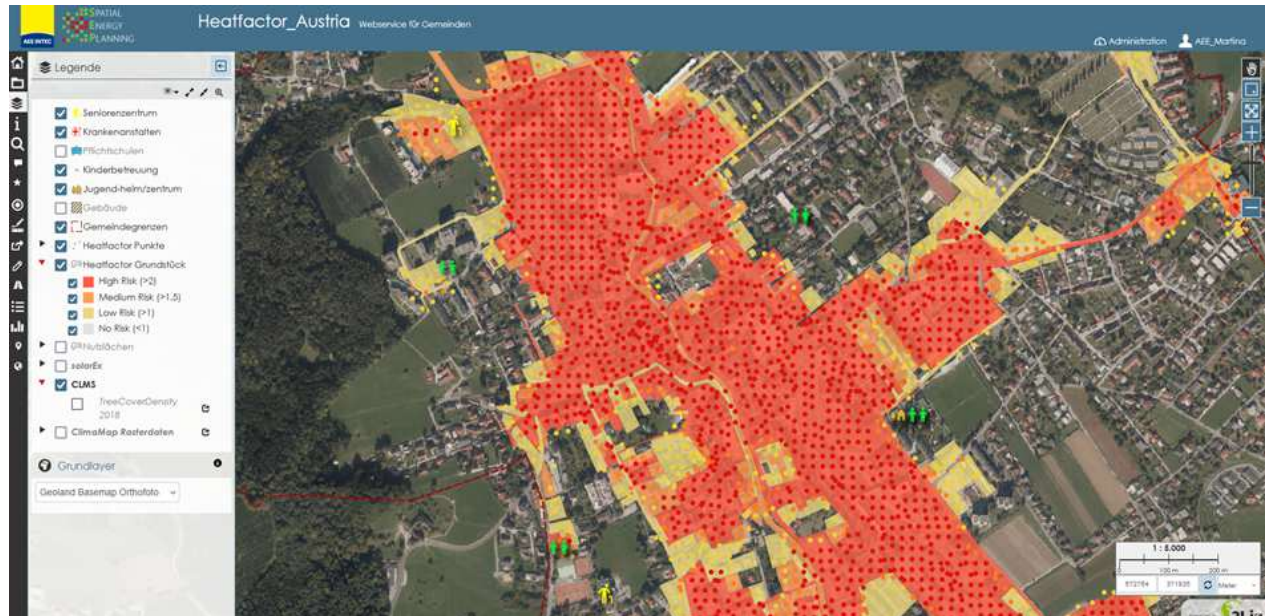 AEE INTEC
SPATIAL
ENERGY
PLANNING
Heatfactor_Austria Webservice für Gemeinden
Administration
AEE_Martina
Legende
Seniorenzentrum
Krankenanstalten
Pflichtschulen
Kinderbetreuung
Jugend-heim/zentrum
Gebäude
Gemeindegrenzen
Heatfactor Punkte
Heatfactor Grundstück
High Risk (>2)
Medium Risk (>1,5)
Low Risk (>1)
No Risk (<1)
Nutzflächen
solarEx
CLMS
TreeCoverDensity
2018
ClimaMap Rasterdaten
Grundlayer
Geoland Basemap Orthofoto
1 : 5.000
0 100 m 200 m
Meter